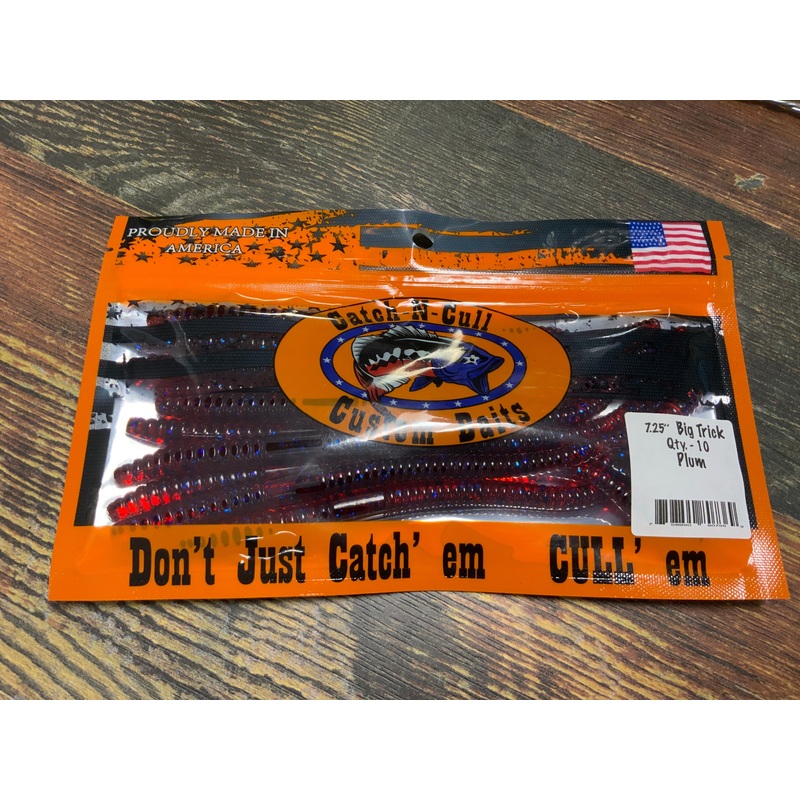 PROUDLY MADE IN
AMERICA
Catch-N-Cull
Custom Baits
7.25" Big Trick
Qty. - 10
Plum
Don't Just Catch' em CULL' em